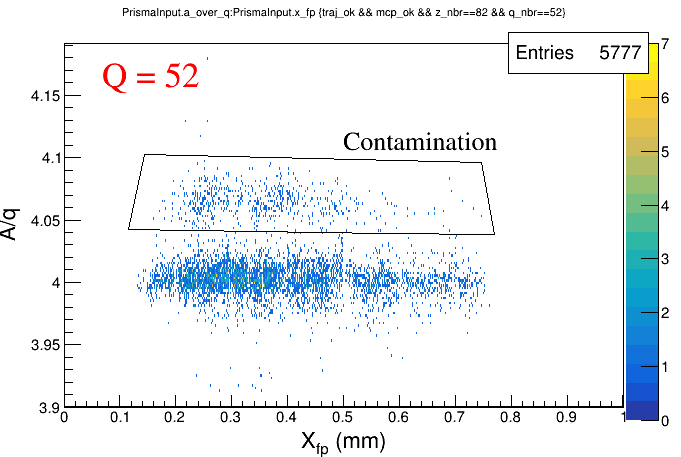 PrismaInput.a_over_q:PrismaInput.x_fp {traj_ok && mcp_ok && z_nbr==82 && q_nbr==52}
Entries 5777
Q = 52
Contamination
A/q
4.15
4.1
4.05
4
3.95
3.9
0 0.1 0.2 0.3 0.4 0.5 0.6 0.7 0.8 0.9 1
X_fp (mm)
7
6
5
4
3
2
1
0